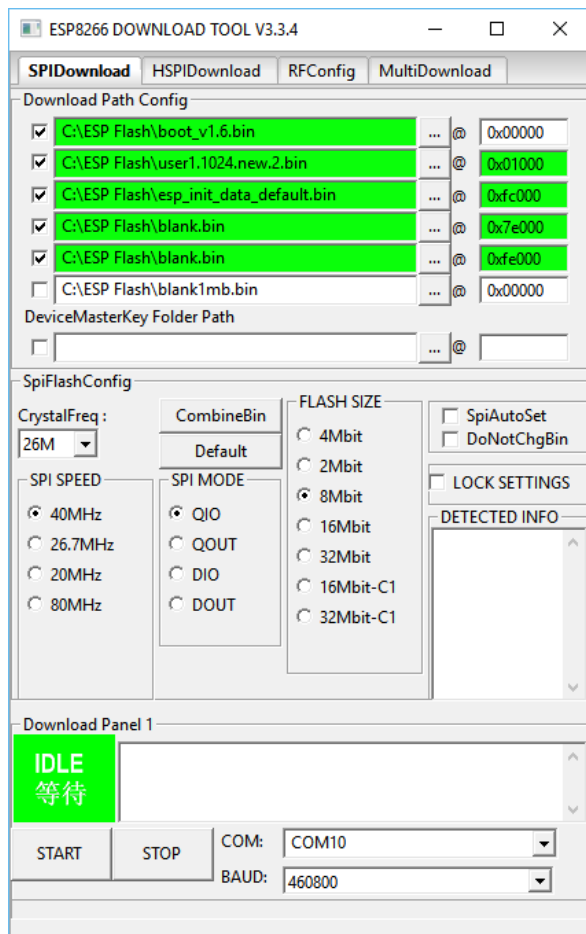 ESP8266 DOWNLOAD TOOL V3.3.4
SPIDownload HSPIDownload RFConfig MultiDownload
Download Path Config
C:\ESP Flash\boot_v1.6.bin ... @ 0x00000
C:\ESP Flash\user1.1024.new.2.bin ... @ 0x01000
C:\ESP Flash\esp_init_data_default.bin ... @ 0xfc000
C:\ESP Flash\blank.bin ... @ 0x7e000
C:\ESP Flash\blank.bin ... @ 0xfe000
C:\ESP Flash\blank1mb.bin ... @ 0x00000
DeviceMasterKey Folder Path
... @
SpiFlashConfig
CrystalFreq :
26M
CombineBin
Default
SPI SPEED
40MHz
26.7MHz
20MHz
80MHz
SPI MODE
QIO
QOUT
DIO
DOUT
FLASH SIZE
4Mbit
2Mbit
8Mbit
16Mbit
32Mbit
16Mbit-C1
32Mbit-C1
SpiAutoSet
DoNotChgBin
LOCK SETTINGS
DETECTED INFO
Download Panel 1
IDLE
等待
START STOP
COM: COM10
BAUD: 460800